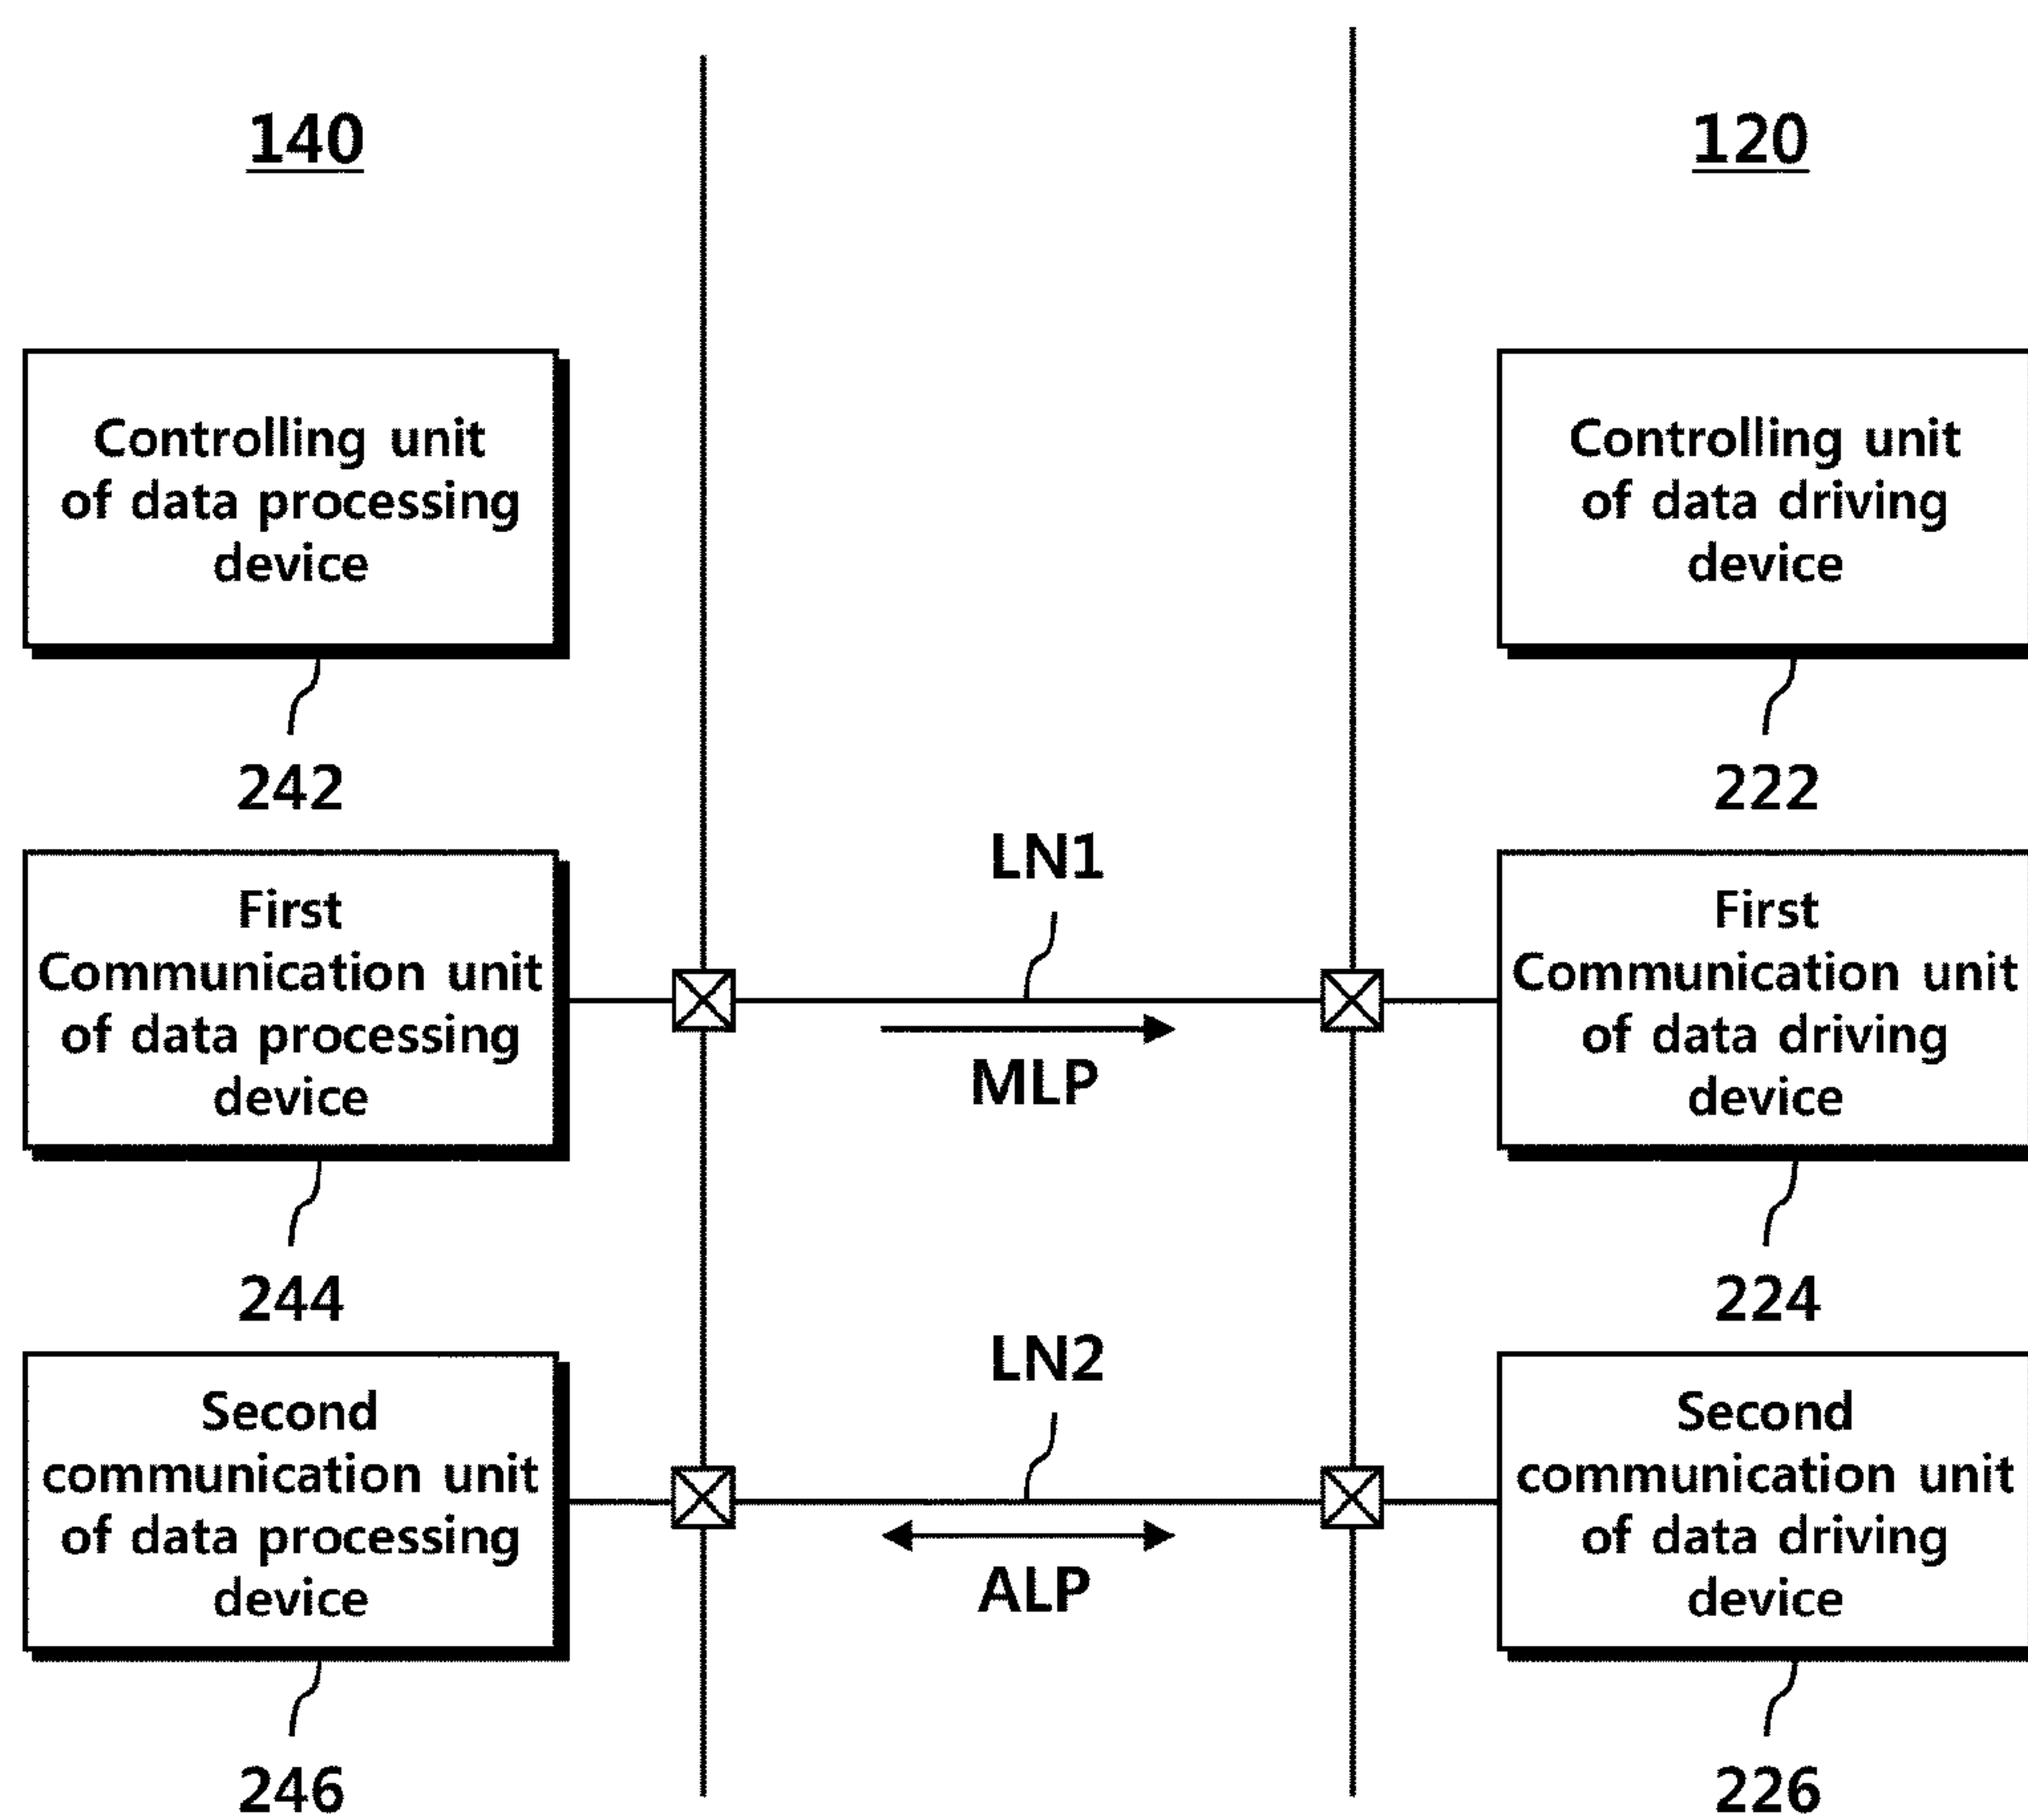 140
120
Controlling unit
of data processing
device
242
Controlling unit
of data driving
device
222
First
Communication unit
of data processing
device
244
LN1
MLP
First
Communication unit
of data driving
device
224
Second
communication unit
of data processing
device
246
LN2
ALP
Second
communication unit
of data driving
device
226